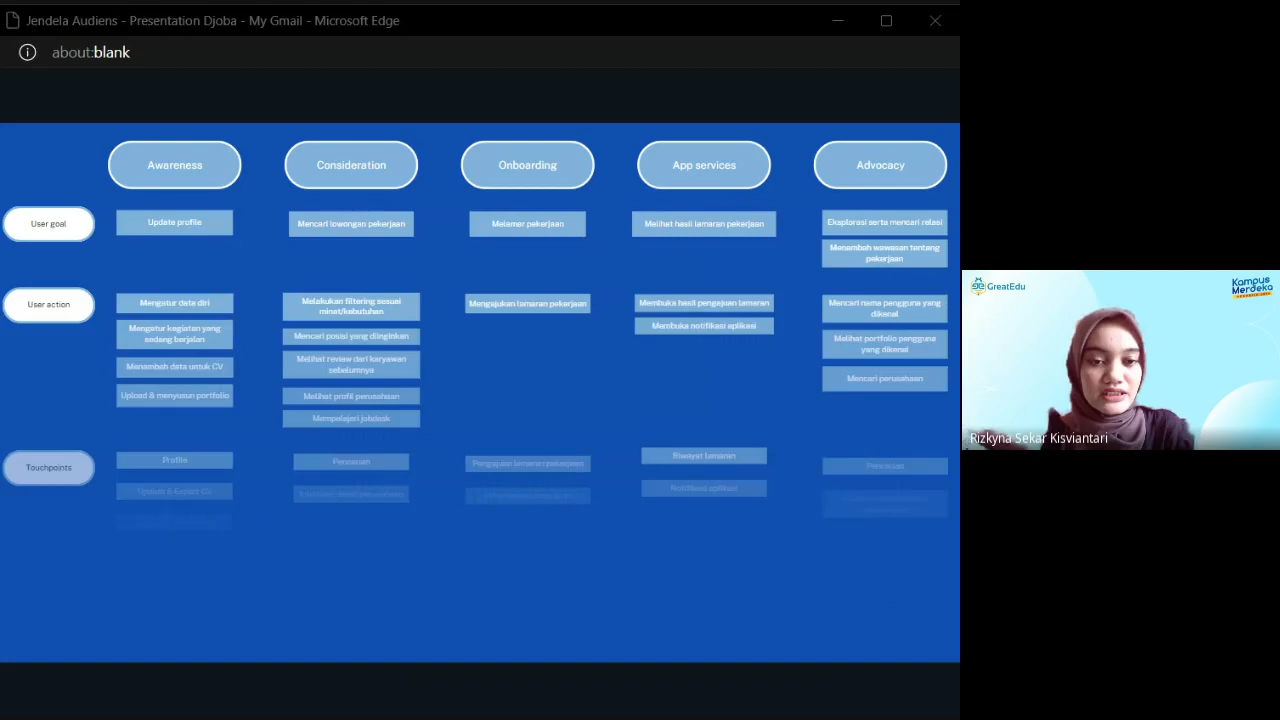 Jendela Audiens - Presentation Djoba - My Gmail - Microsoft Edge
about:blank
Awareness
Consideration
Onboarding
App services
Advocacy
User goal
Update profile
Mencari lowongan pekerjaan
Melamar pekerjaan
Melihat hasil lamaran pekerjaan
Eksplorasi serta mencari relasi
Menambah wawasan tentang
pekerjaan
User action
Mengatur data diri
Mengatur kegiatan yang
sedang berjalan
Menambah data untuk CV
Upload & menyusun portfolio
Melakukan filtering sesuai
minat/kebutuhan
Mencari posisi yang diinginkan
Melihat review dari karyawan
sebelumnya
Melihat profil perusahaan
Mempelajari jobdesk
Mengajukan lamaran pekerjaan
Membuka hasil pengajuan lamaran
Membuka notifikasi aplikasi
Mencari nama pengguna yang
dikenal
Melihat portfolio pengguna
yang dikenal
Mencari perusahaan
Touchpoints
Profile
Update & Export CV
Pencarian
Pengajuan lamaran pekerjaan
Riwayat lamaran
Notifikasi aplikasi
Pencarian
GreatEdu
Kampus
Merdeka
Rizkyna Sekar Kisviantari